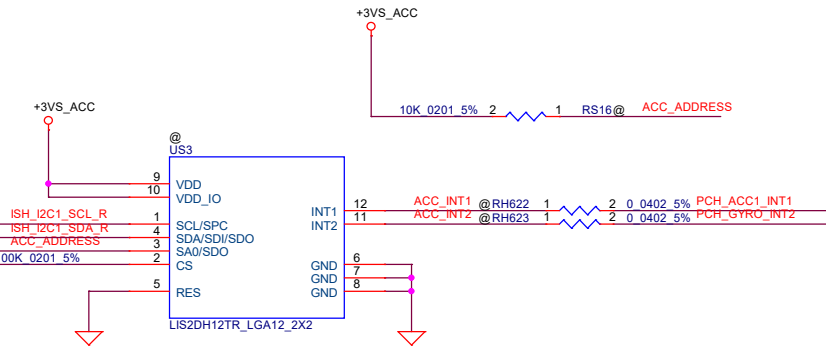 +3VS_ACC
10K_0201_5% 2 1 RS16@ ACC_ADDRESS
+3VS_ACC
@
US3
9 VDD
10 VDD_IO
ISH_I2C1_SCL_R 1 SCL/SPC
ISH_I2C1_SDA_R 4 SDA/SDI/SDO
ACC_ADDRESS 3 SA0/SDO
00K_0201_5% 2 CS
5 RES
INT1 12 ACC_INT1 @RH622 1 2 0_0402_5% PCH_ACC1_INT1
INT2 11 ACC_INT2 @RH623 1 2 0_0402_5% PCH_GYRO_INT2
GND 6
GND 7
GND 8
LIS2DH12TR_LGA12_2X2